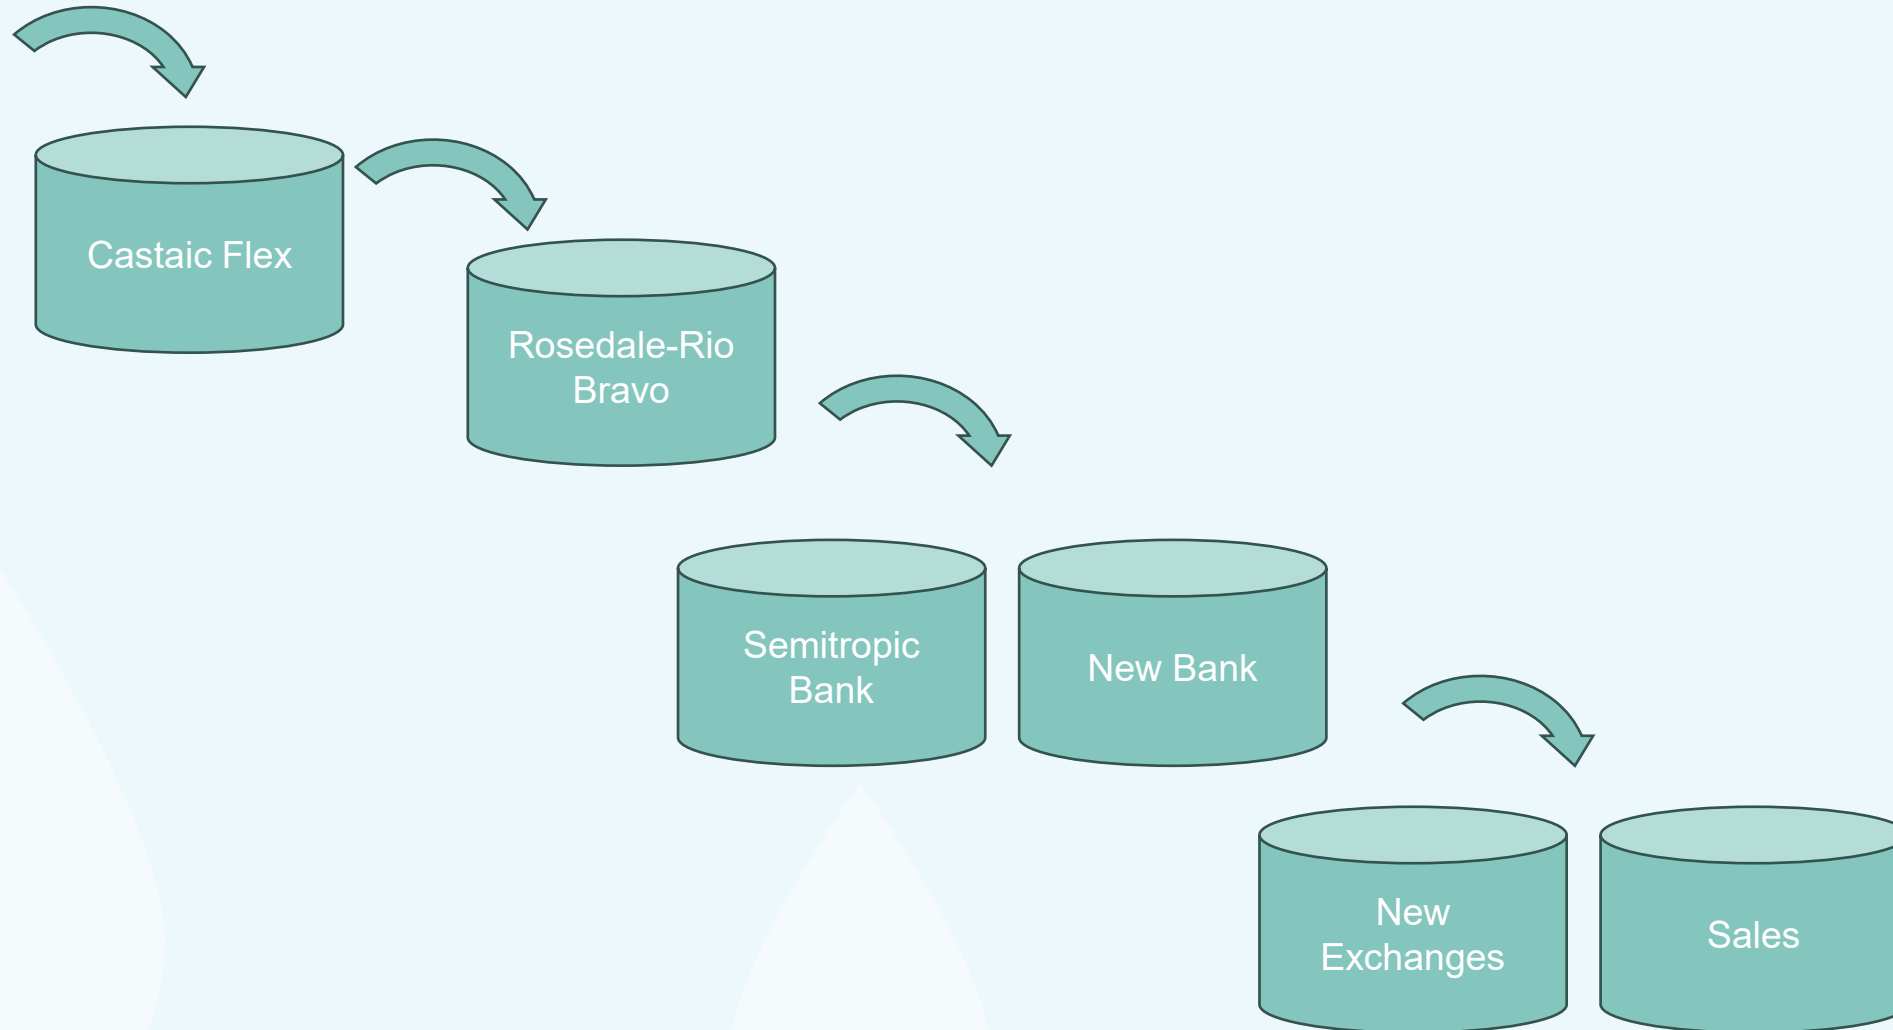 Castaic Flex
Rosedale-Rio
Bravo
Semitropic
Bank
New Bank
New
Exchanges
Sales